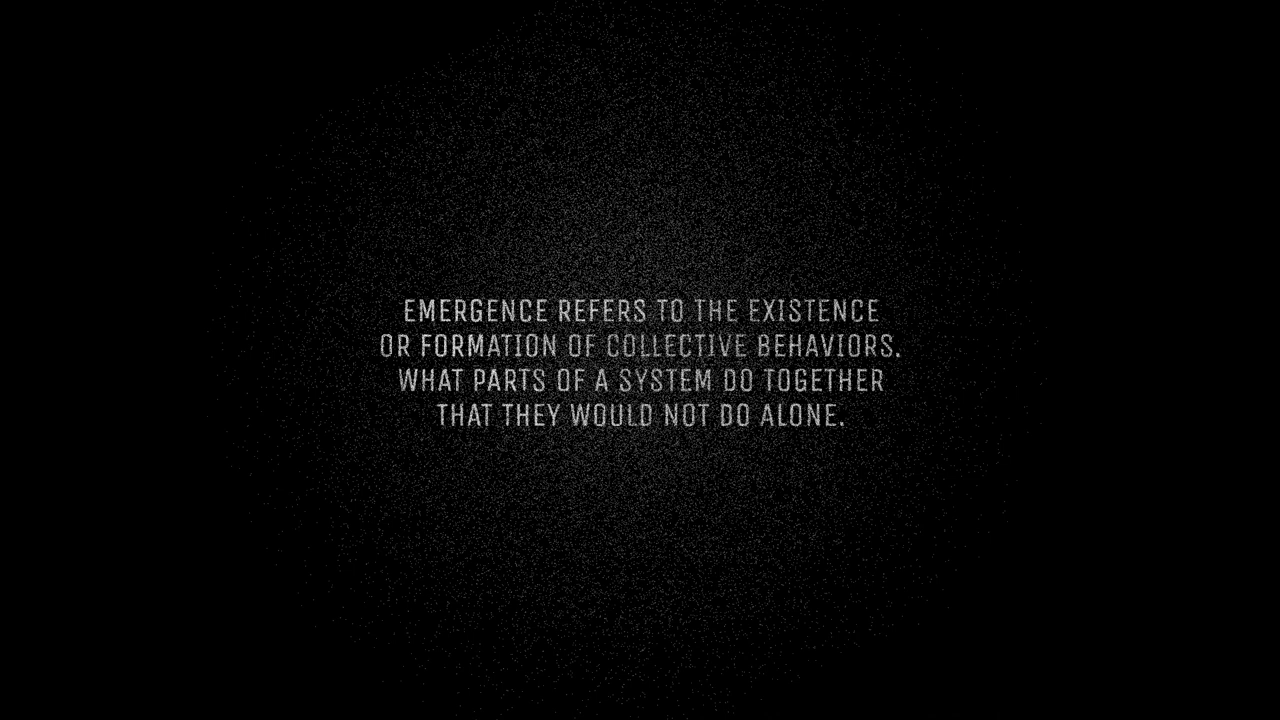 EMERGENCE REFERS TO THE EXISTENCE
OR FORMATION OF COLLECTIVE BEHAVIORS.
WHAT PARTS OF A SYSTEM DO TOGETHER
THAT THEY WOULD NOT DO ALONE.